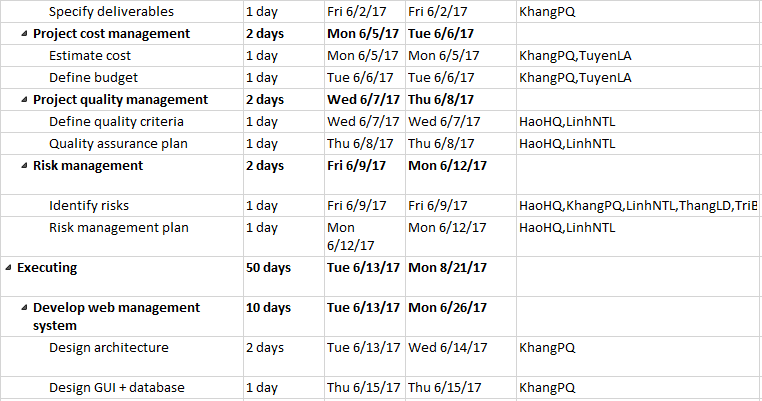 Specify deliverables 1 day Fri 6/2/17 Fri 6/2/17 KhangPQ
Project cost management 2 days Mon 6/5/17 Tue 6/6/17
Estimate cost 1 day Mon 6/5/17 Mon 6/5/17 KhangPQ,TuyenLA
Define budget 1 day Tue 6/6/17 Tue 6/6/17 KhangPQ,TuyenLA
Project quality management 2 days Wed 6/7/17 Thu 6/8/17
Define quality criteria 1 day Wed 6/7/17 Wed 6/7/17 HaoHQ,LinhNTL
Quality assurance plan 1 day Thu 6/8/17 Thu 6/8/17 HaoHQ,LinhNTL
Risk management 2 days Fri 6/9/17 Mon 6/12/17
Identify risks 1 day Fri 6/9/17 Fri 6/9/17 HaoHQ,KhangPQ,LinhNTL,ThangLD,TriB
Risk management plan 1 day Mon Mon 6/12/17 HaoHQ,LinhNTL
6/12/17
Executing 50 days Tue 6/13/17 Mon 8/21/17
Develop web management 10 days Tue 6/13/17 Mon 6/26/17
system
Design architecture 2 days Tue 6/13/17 Wed 6/14/17 KhangPQ
Design GUI + database 1 day Thu 6/15/17 Thu 6/15/17 KhangPQ